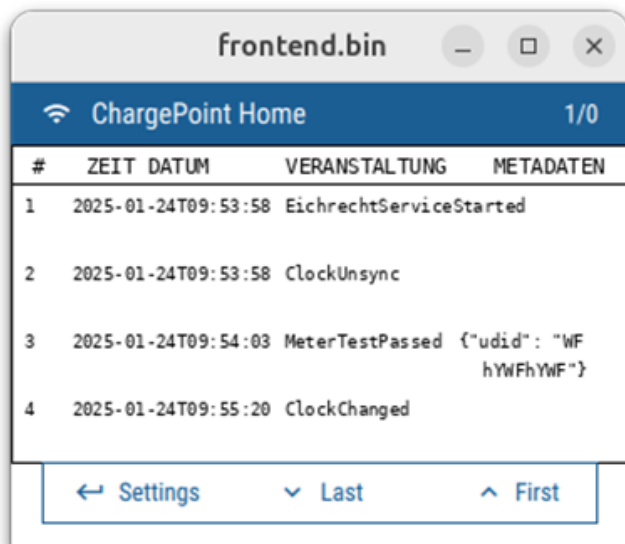 frontend.bin
ChargePoint Home 1/0
# ZEIT DATUM VERANSTALTUNG METADATEN
1 2025-01-24T09:53:58 EichrechtServiceStarted
2 2025-01-24T09:53:58 ClockUnsync
3 2025-01-24T09:54:03 MeterTestPassed {"udid": "WF
hYWFhYWF"}
4 2025-01-24T09:55:20 ClockChanged
Settings Last First